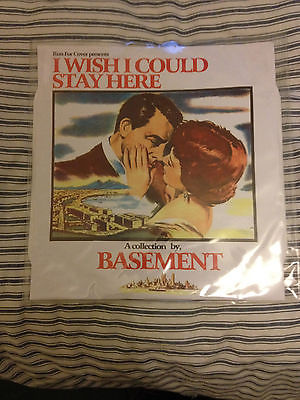 Run For Cover presents
I WISH I COULD
STAY HERE
A collection by,
BASEMENT